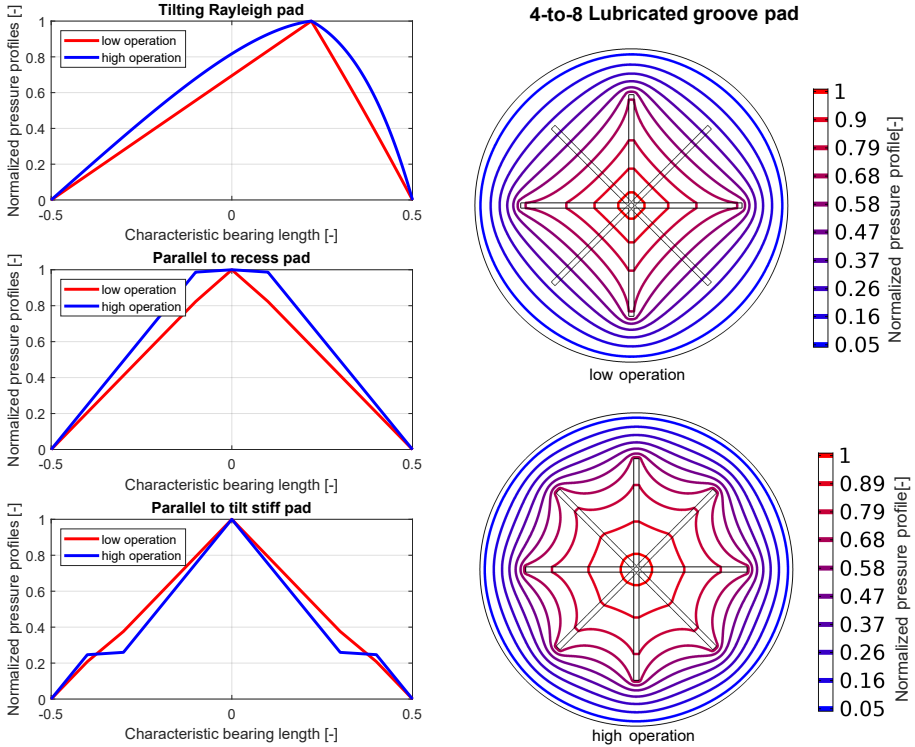 Tilting Rayleigh pad
Normalized pressure profiles [-]
1
0.8
0.6
0.4
0.2
0
low operation
high operation
-0.5
0
0.5
Characteristic bearing length [-]
Parallel to recess pad
Normalized pressure profiles [-]
1
0.8
0.6
0.4
0.2
0
low operation
high operation
-0.5
0
0.5
Characteristic bearing length [-]
Parallel to tilt stiff pad
Normalized pressure profiles [-]
1
0.8
0.6
0.4
0.2
0
low operation
high operation
-0.5
0
0.5
Characteristic bearing length [-]
4-to-8 Lubricated groove pad
low operation
1
0.9
0.79
0.68
0.58
0.47
0.37
0.26
0.16
0.05
Normalized pressure profile[-]
high operation
1
0.89
0.79
0.68
0.58
0.47
0.37
0.26
0.16
0.05
Normalized pressure profile[-]